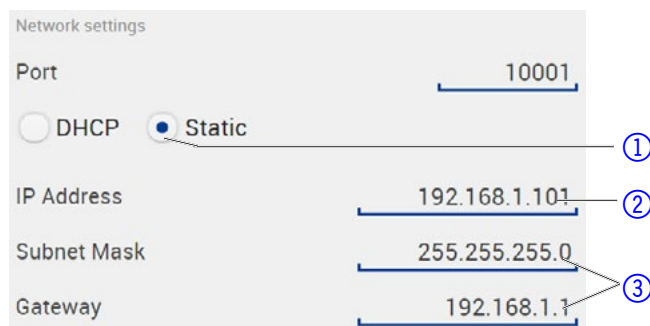 Network settings
Port 10001
DHCP Static
①
IP Address 192.168.1.101 ②
Subnet Mask 255.255.255.0
③
Gateway 192.168.1.1